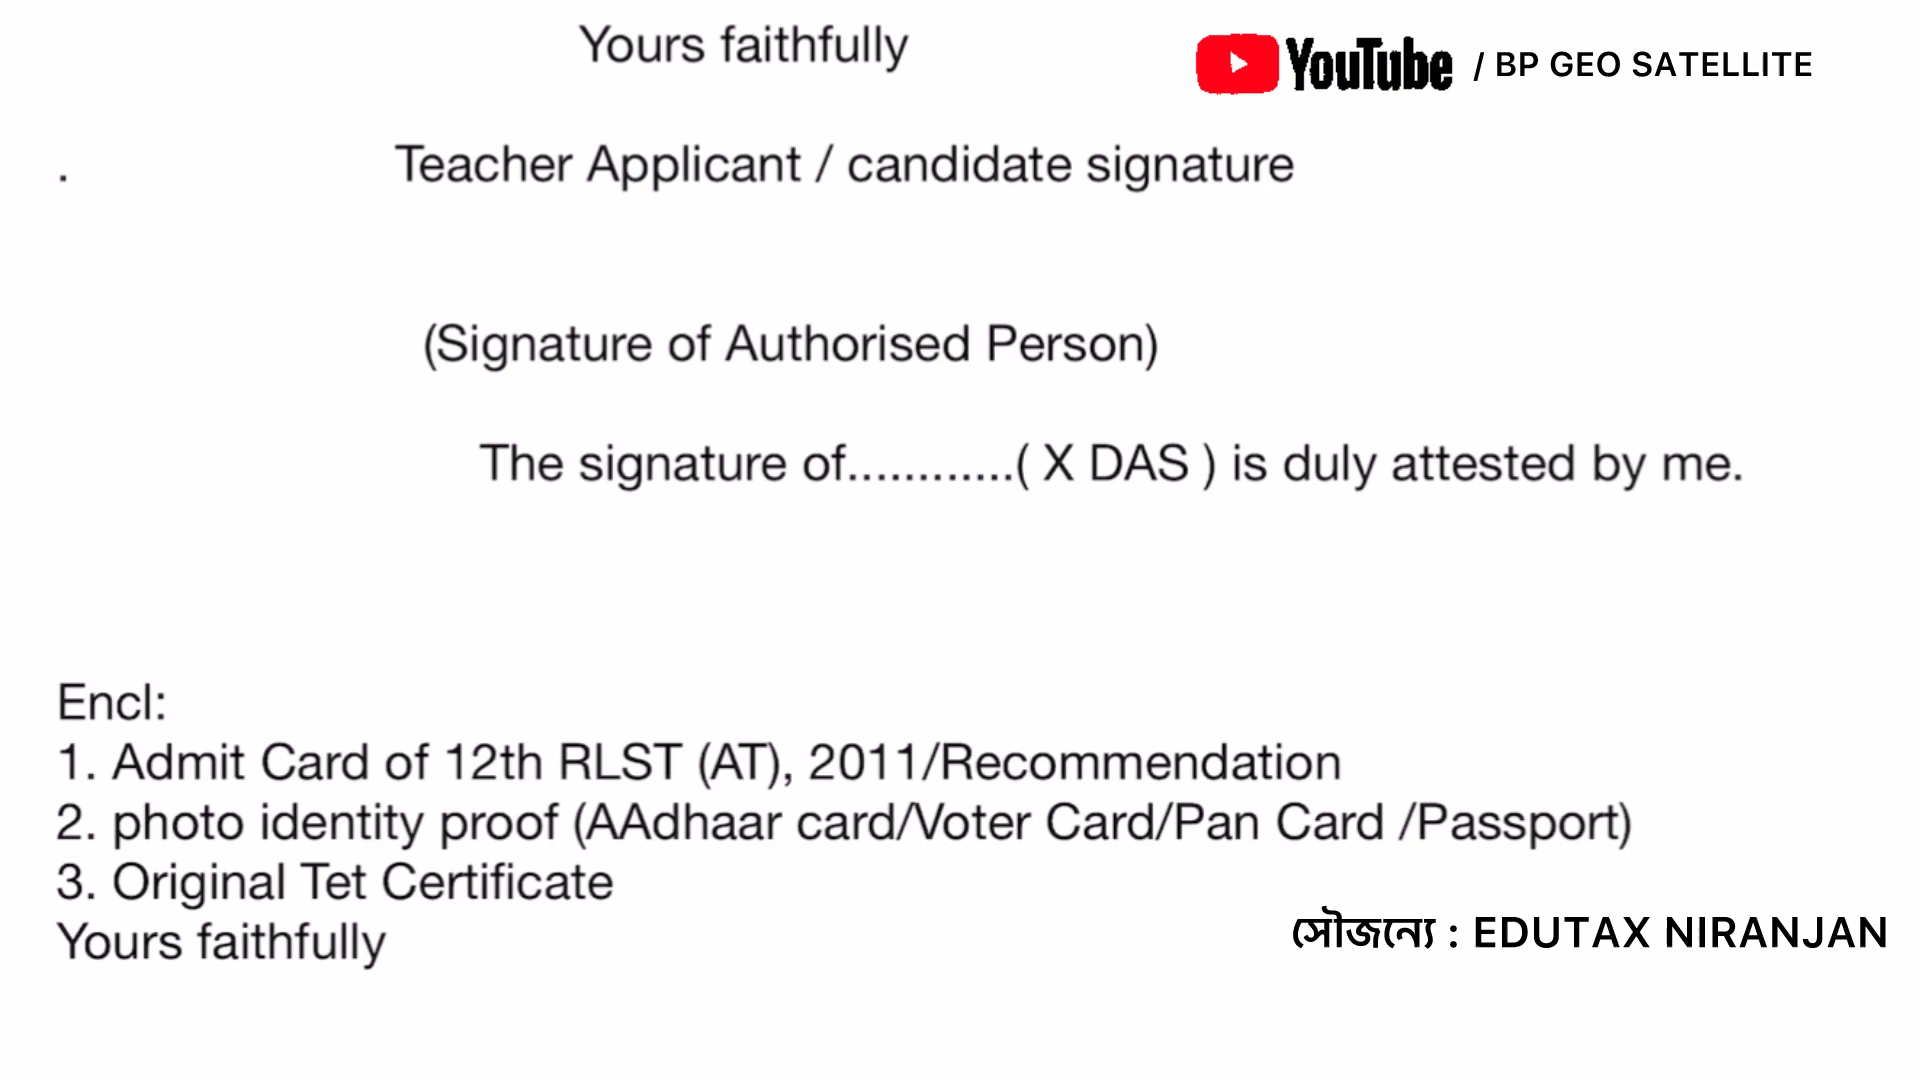 Yours faithfully
YouTube / BP GEO SATELLITE
. Teacher Applicant / candidate signature
(Signature of Authorised Person)
The signature of............( X DAS ) is duly attested by me.
Encl:
1. Admit Card of 12th RLST (AT), 2011/Recommendation
2. photo identity proof (AAdhaar card/Voter Card/Pan Card /Passport)
3. Original Tet Certificate
Yours faithfully
সৌজন্যে : EDUTAX NIRANJAN